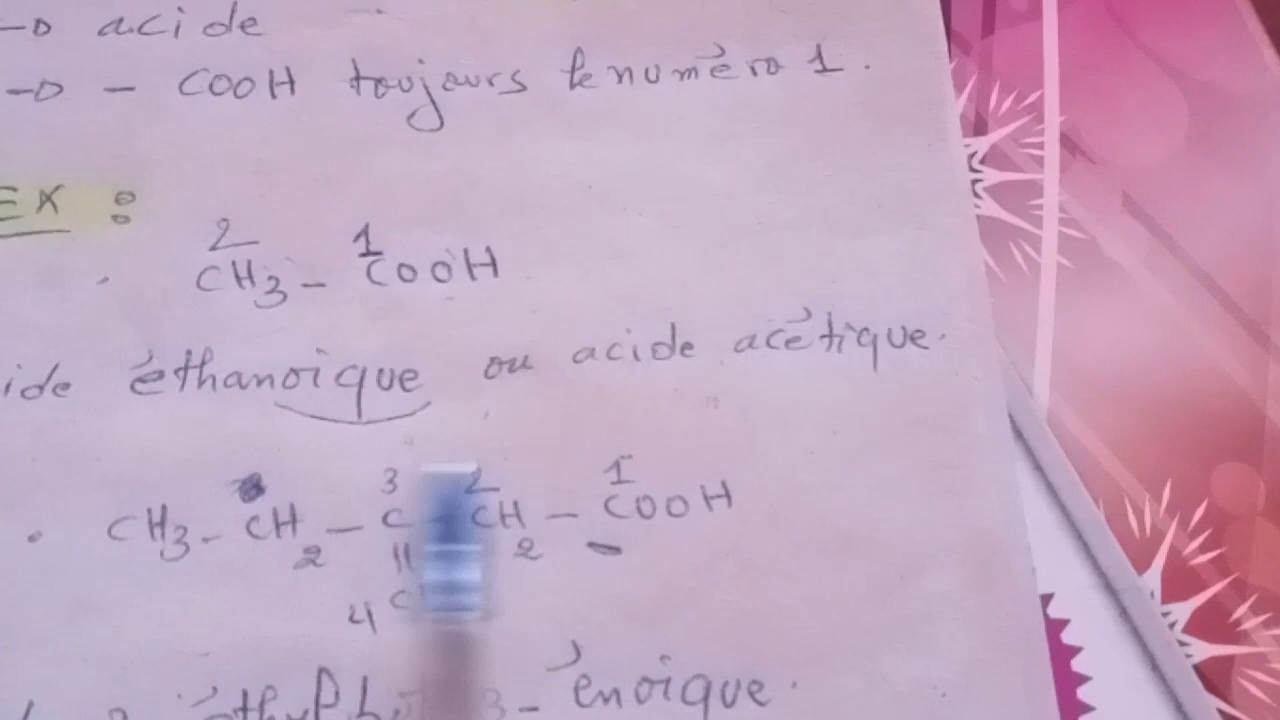 acide
- COOH toujours le numéro 1.
EX :
2 1
CH3 - COOH
ide éthanoïque ou acide acétique.
3 2 1
CH3 - CH2 - C CH2 - COOH
4 C
3 - énoïque.